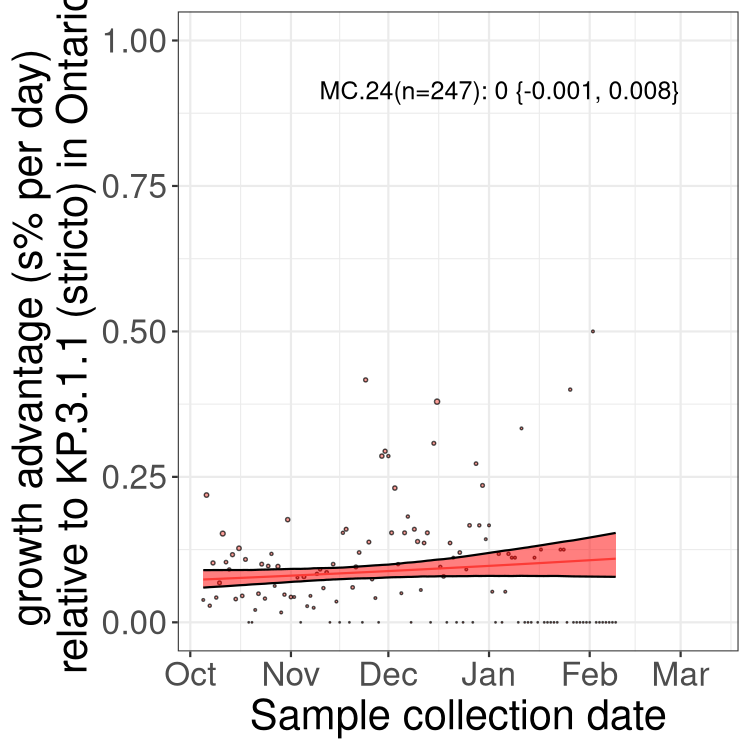 growth advantage (s% per day)
relative to KP.3.1.1 (stricto) in Ontario
1.00
0.75
0.50
0.25
0.00
MC.24(n=247): 0 {-0.001, 0.008}
Oct Nov Dec Jan Feb Mar
Sample collection date